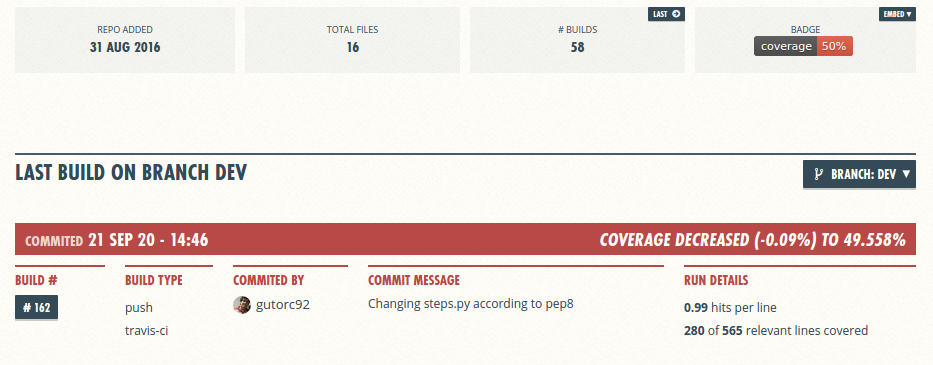 LAST
EMBED ▼
REPO ADDED
TOTAL FILES
# BUILDS
BADGE
31 AUG 2016
16
58
coverage 50%
LAST BUILD ON BRANCH DEV
BRANCH: DEV ▼
COMMITED 21 SEP 20 - 14:46
COVERAGE DECREASED (-0.09%) TO 49.558%
BUILD #
BUILD TYPE
COMMITED BY
COMMIT MESSAGE
RUN DETAILS
# 162
push
gutorc92
Changing steps.py according to pep8
0.99 hits per line
travis-ci
280 of 565 relevant lines covered